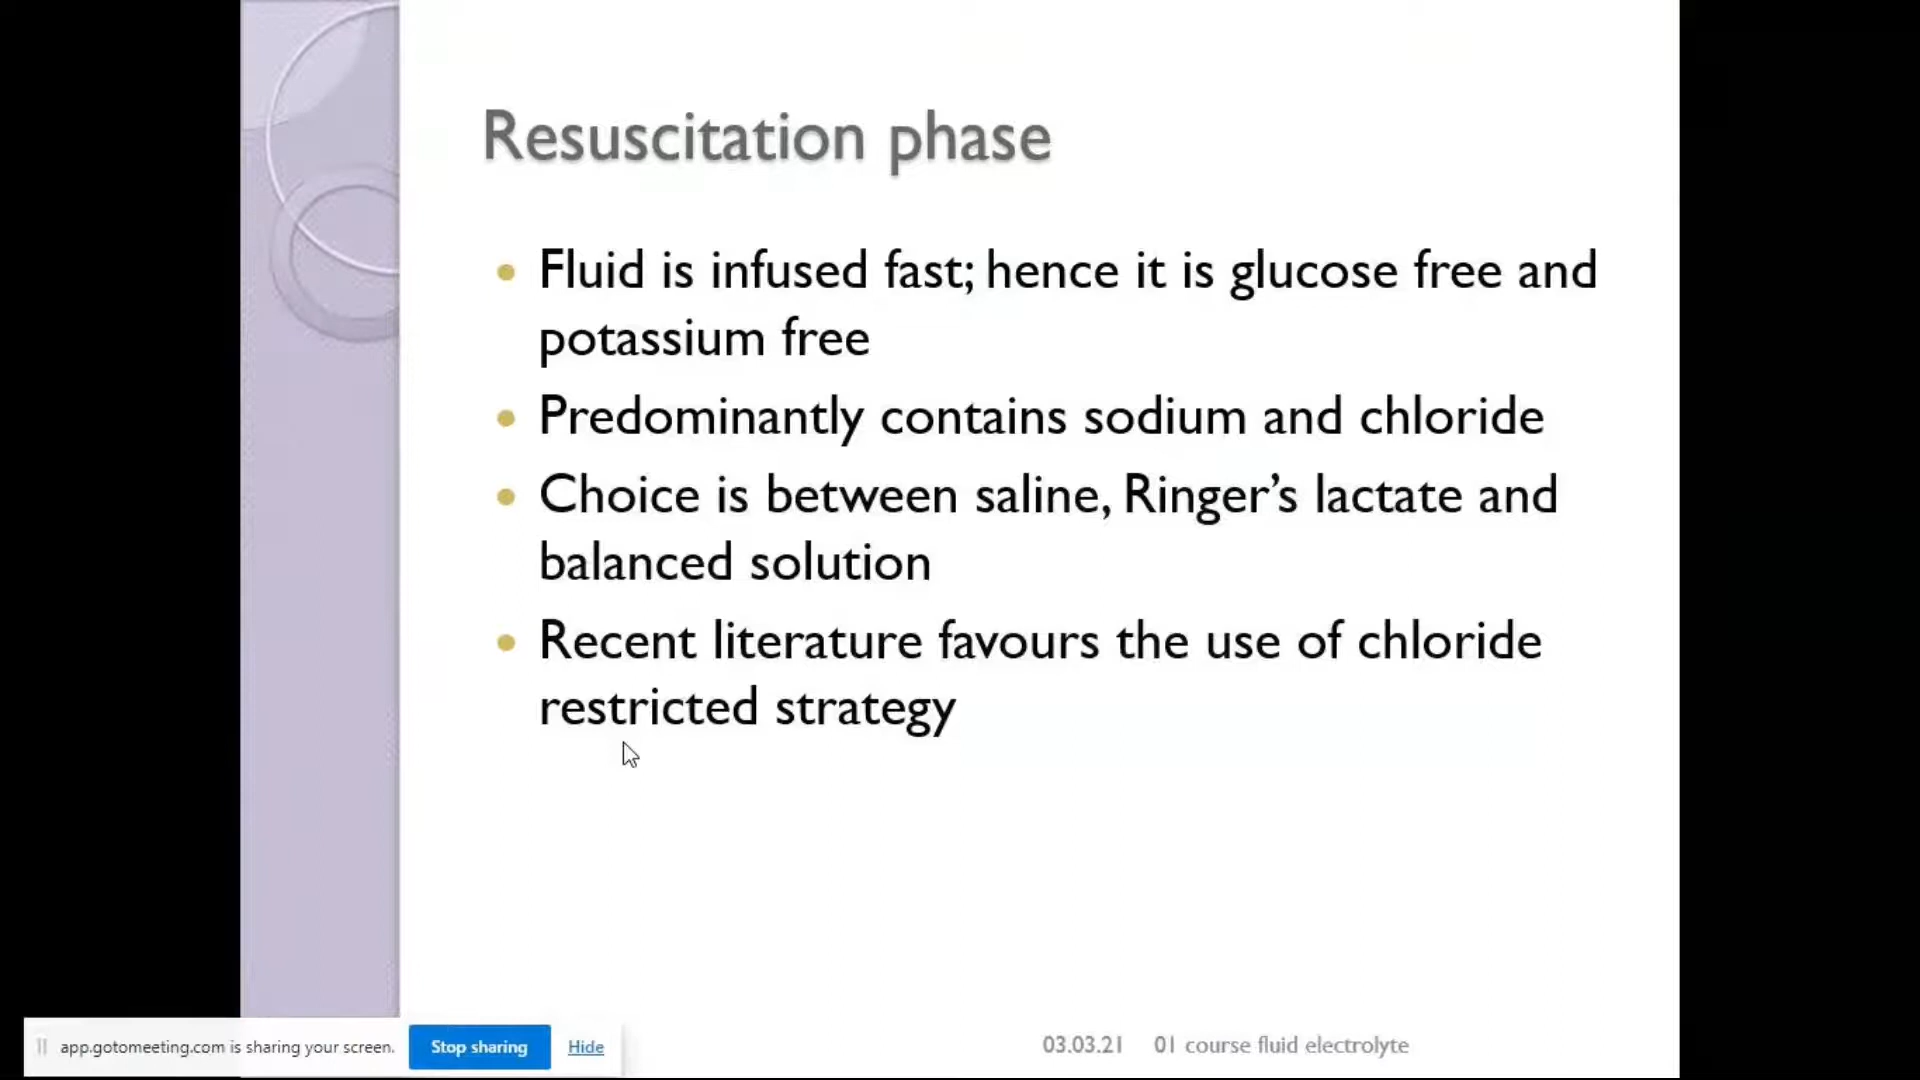 Resuscitation phase
• Fluid is infused fast; hence it is glucose free and
potassium free
• Predominantly contains sodium and chloride
• Choice is between saline, Ringer’s lactate and
balanced solution
• Recent literature favours the use of chloride
restricted strategy
app.gotomeeting.com is sharing your screen. Stop sharing Hide
03.03.21 01 course fluid electrolyte